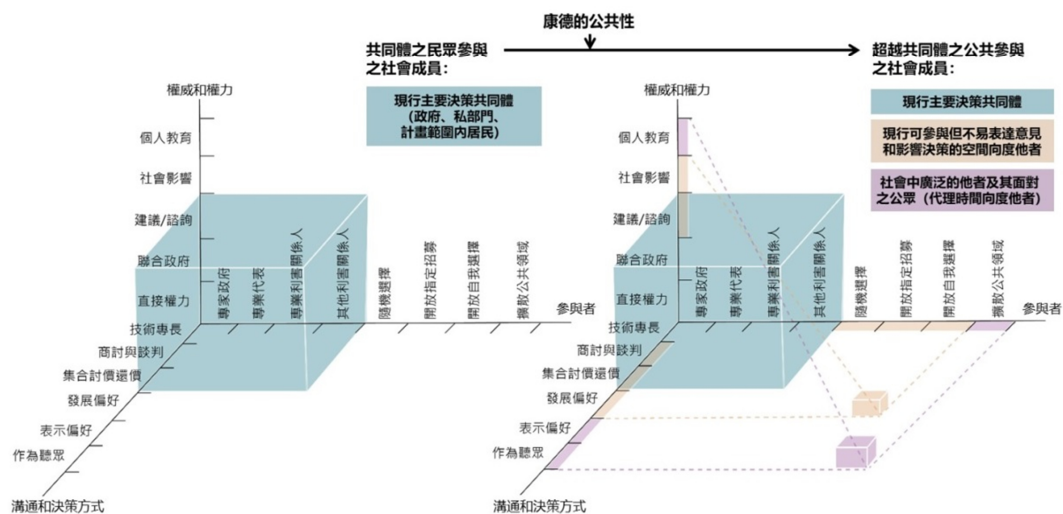 康德的公共性
共同體之民眾參與
之社會成員：
現行主要決策共同體
（政府、私部門、
計畫範圍內居民）
超越共同體之公共參與
之社會成員：
現行主要決策共同體
現行可參與但不易表達意見
和影響決策的空間向度他者
社會中廣泛的他者及其面對
之公眾（代理時間向度他者）
權威和權力
個人教育
社會影響
建議/諮詢
聯合政府
直接權力
技術專長
商討與談判
集合討價還價
發展偏好
表示偏好
作為聽眾
溝通和決策方式
專家政府
專業代表
專業利害關係人
其他利害關係人
隨機選擇
開放指定招募
開放自我選擇
擴散公共領域
參與者
權威和權力
個人教育
社會影響
建議/諮詢
聯合政府
直接權力
技術專長
商討與談判
集合討價還價
發展偏好
表示偏好
作為聽眾
溝通和決策方式
專家政府
專業代表
專業利害關係人
其他利害關係人
隨機選擇
開放指定招募
開放自我選擇
擴散公共領域
參與者